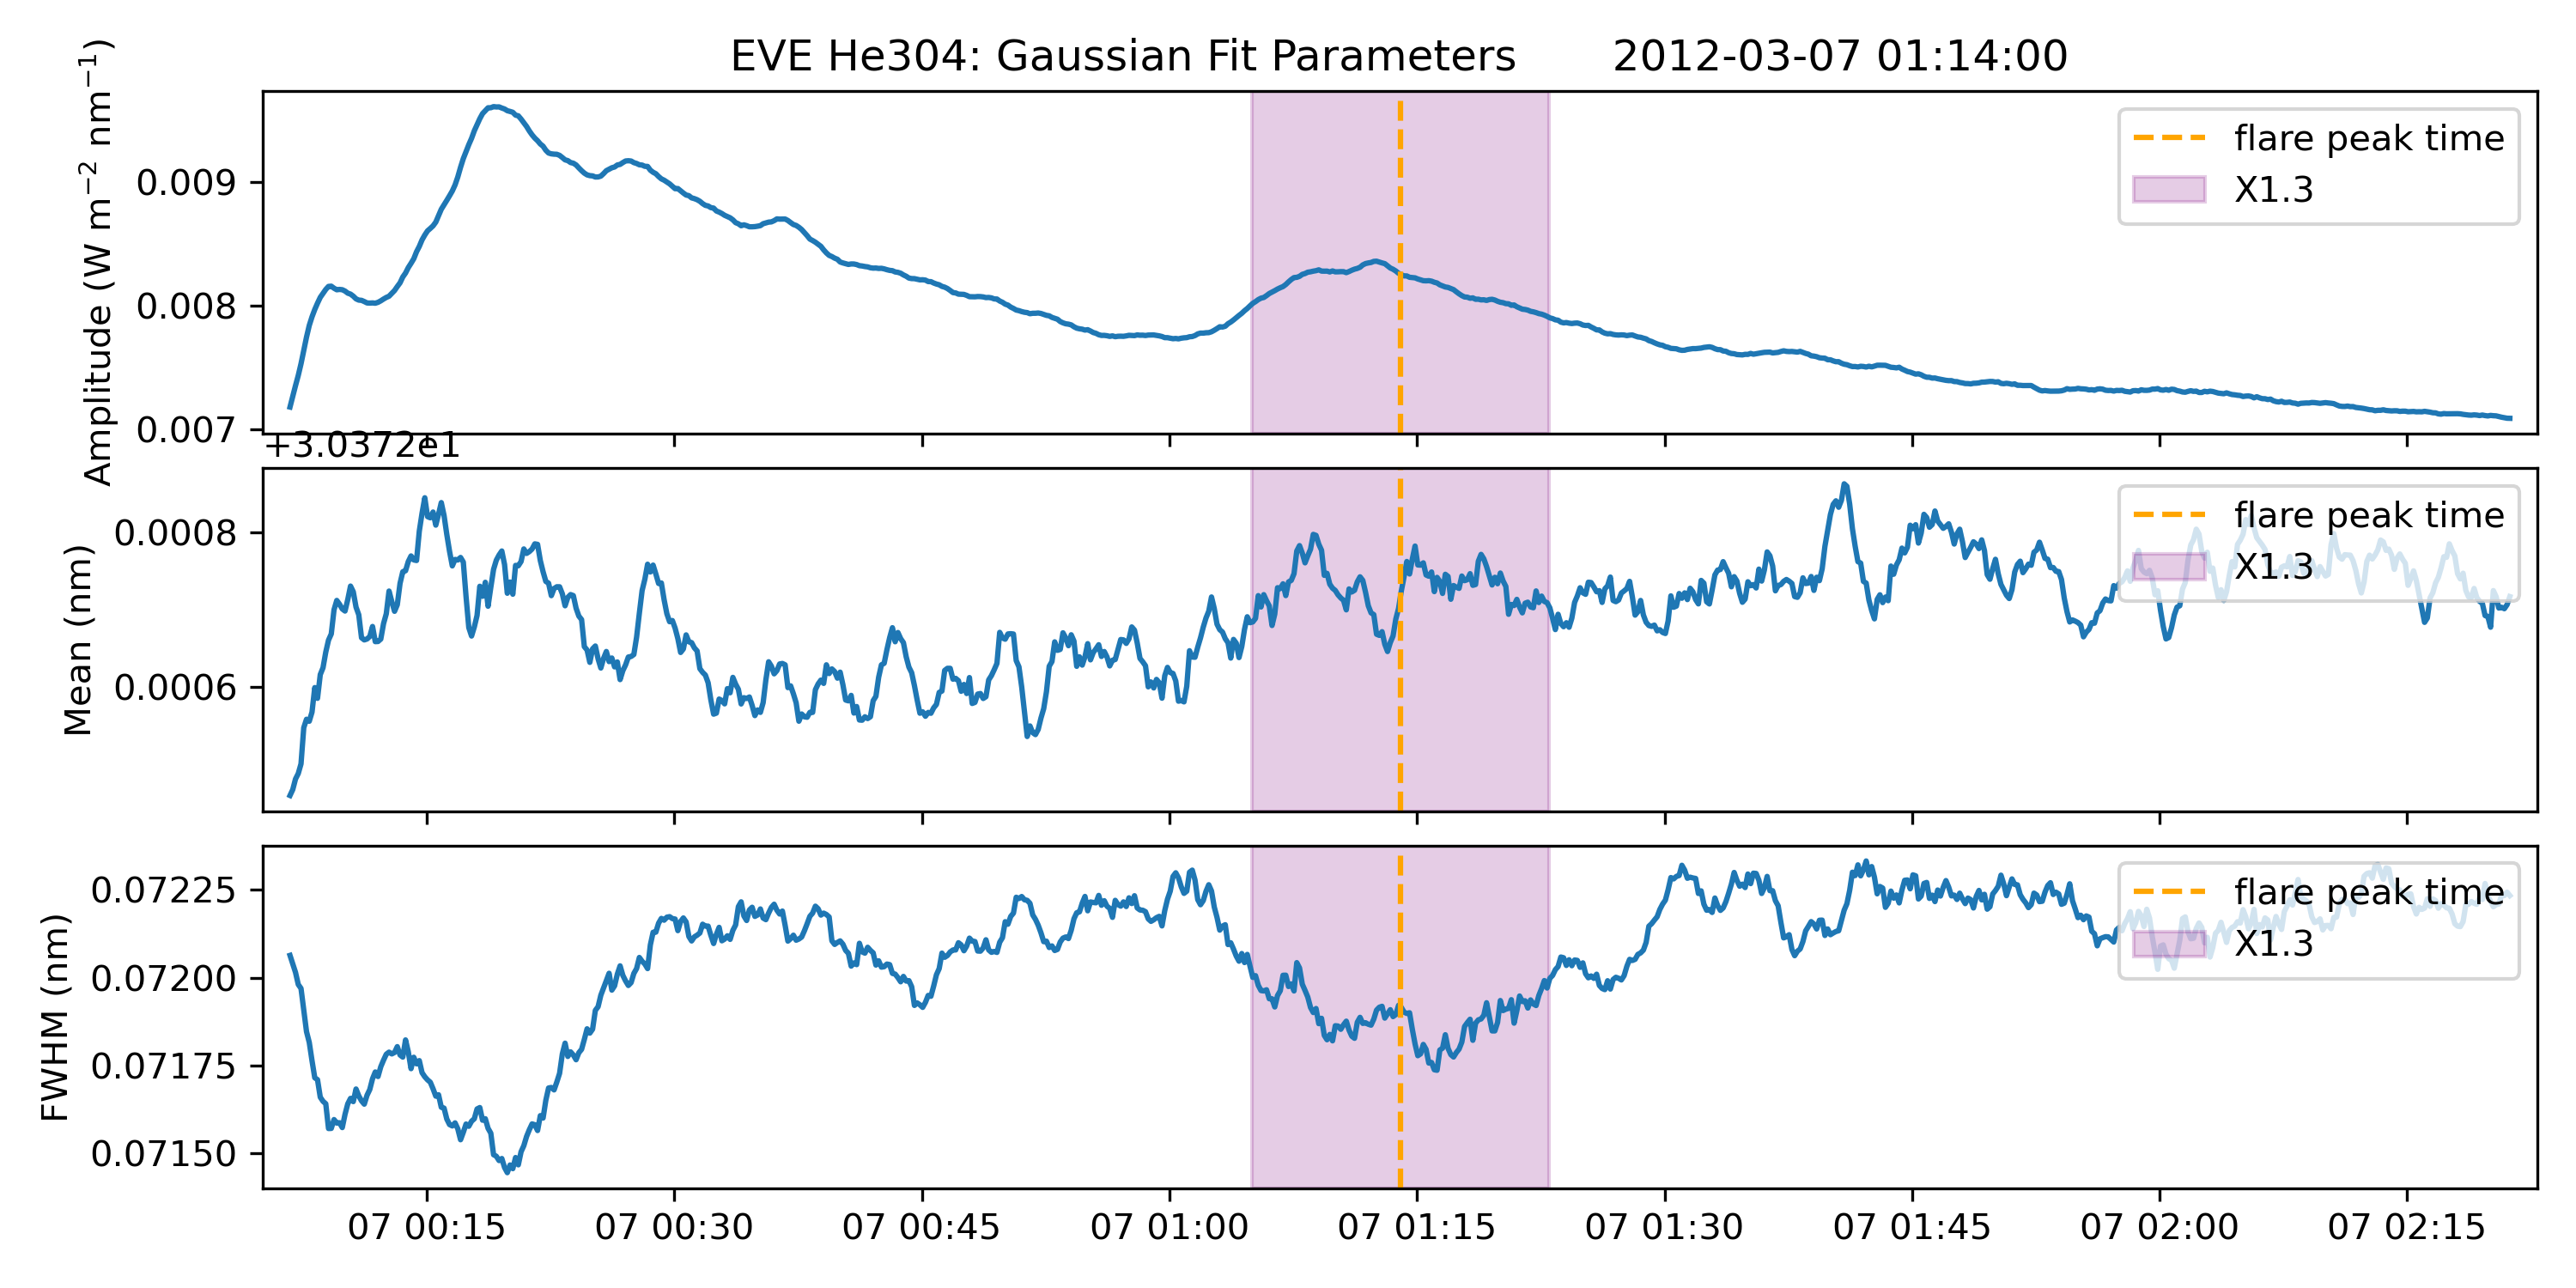 EVE He304: Gaussian Fit Parameters 2012-03-07 01:14:00
Amplitude (W m⁻² nm⁻¹)
0.009
0.008
0.007
flare peak time
X1.3
+3.0372e1
Mean (nm)
0.0008
0.0006
flare peak time
X1.3
FWHM (nm)
0.07225
0.07200
0.07175
0.07150
flare peak time
X1.3
07 00:15 07 00:30 07 00:45 07 01:00 07 01:15 07 01:30 07 01:45 07 02:00 07 02:15